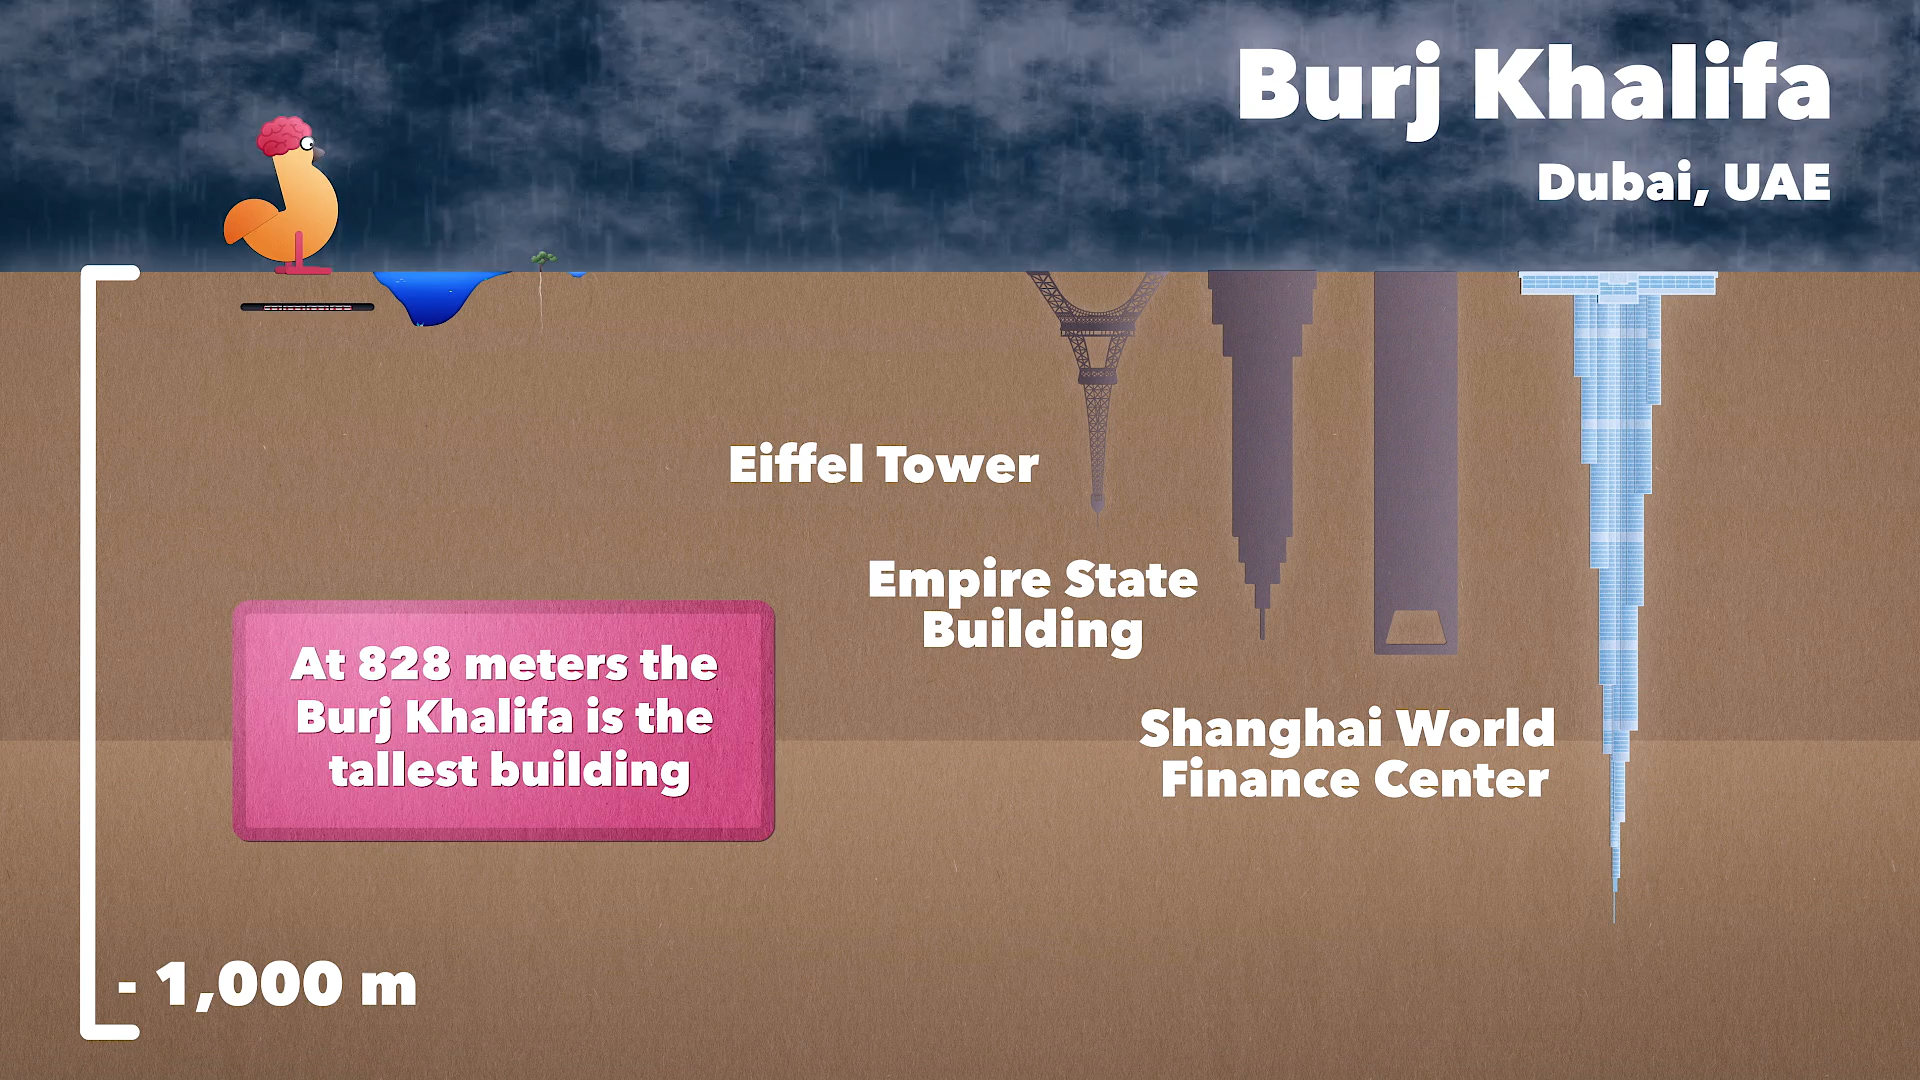 Burj Khalifa
Dubai, UAE
Eiffel Tower
Empire State
Building
At 828 meters the
Burj Khalifa is the
tallest building
Shanghai World
Finance Center
- 1,000 m